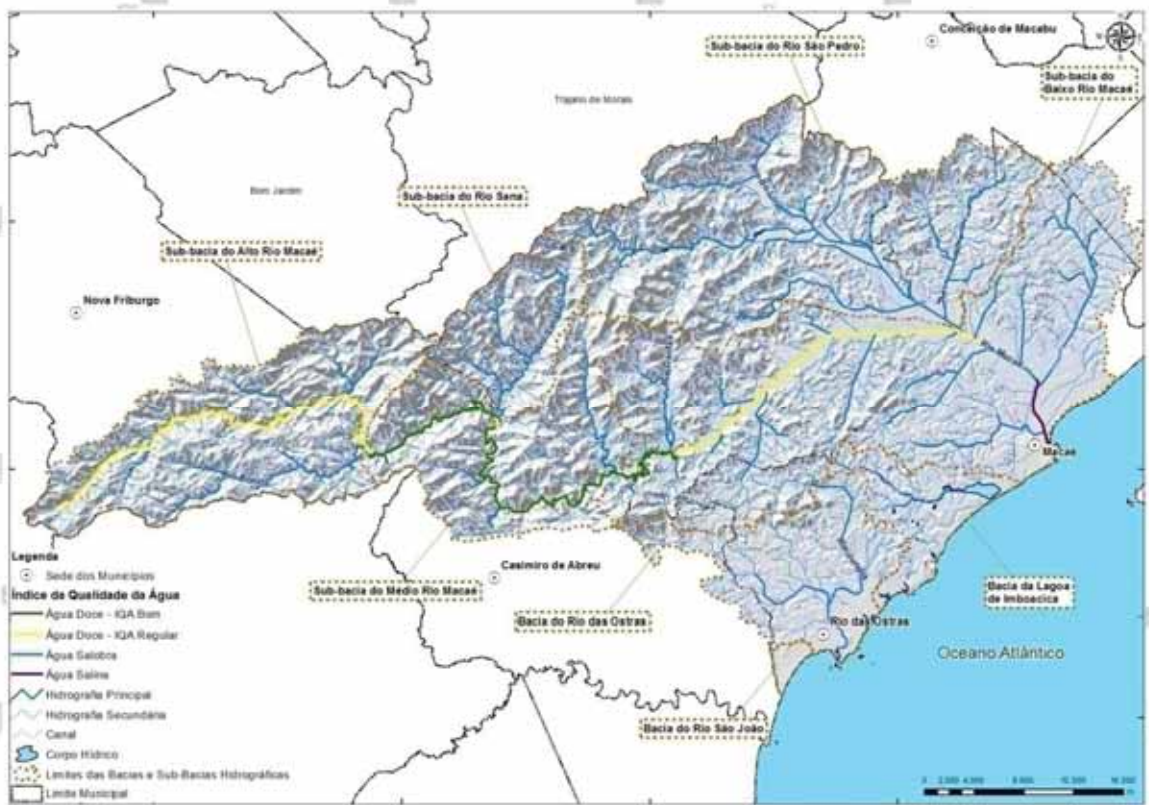 Conceição de Macabu
Sub-bacia do Rio São Pedro
Sub-bacia do
Baixo Rio Macaé
Trajano de Morais
Bom Jardim
Sub-bacia do Rio Sana
Sub-bacia do Alto Rio Macaé
Nova Friburgo
Macaé
Casimiro de Abreu
Sub-bacia do Médio Rio Macaé
Bacia do Rio das Ostras
Bacia da Lagoa
de Imboacica
Rio das Ostras
Oceano Atlântico
Bacia do Rio São João
Legenda
Sede dos Municípios
Índice da Qualidade da Água
Água Doce - IQA Bom
Água Doce - IQA Regular
Água Salobra
Água Salina
Hidrografia Principal
Hidrografia Secundária
Canal
Corpo Hídrico
Limites das Bacias e Sub-Bacias Hidrográficas
Limite Municipal